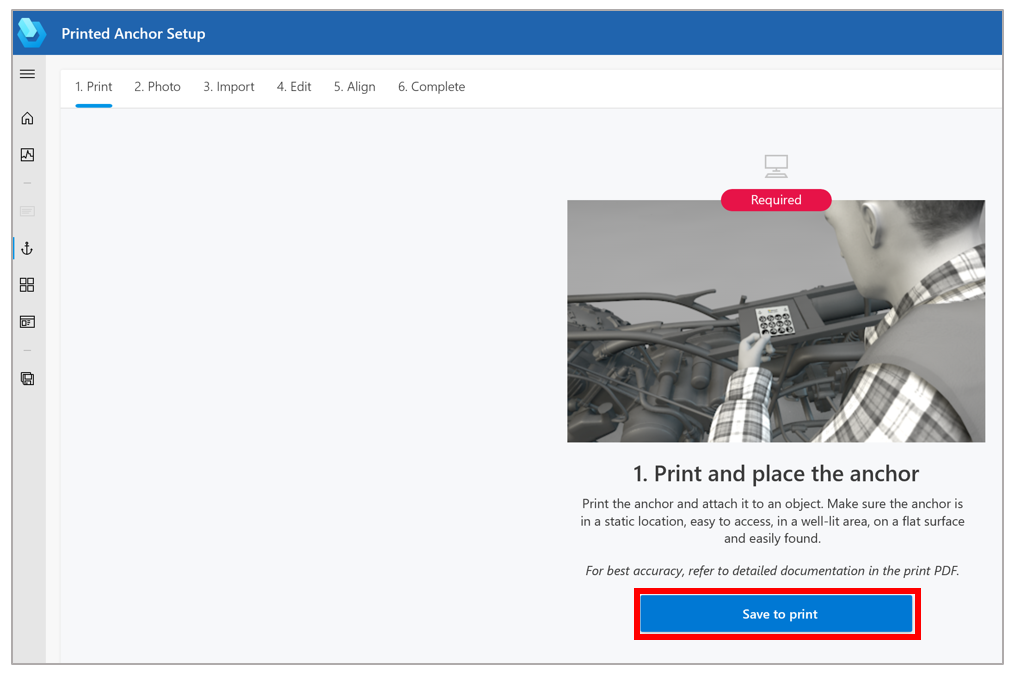 Printed Anchor Setup
1. Print 2. Photo 3. Import 4. Edit 5. Align 6. Complete
Required
1. Print and place the anchor
Print the anchor and attach it to an object. Make sure the anchor is
in a static location, easy to access, in a well-lit area, on a flat surface
and easily found.
For best accuracy, refer to detailed documentation in the print PDF.
Save to print